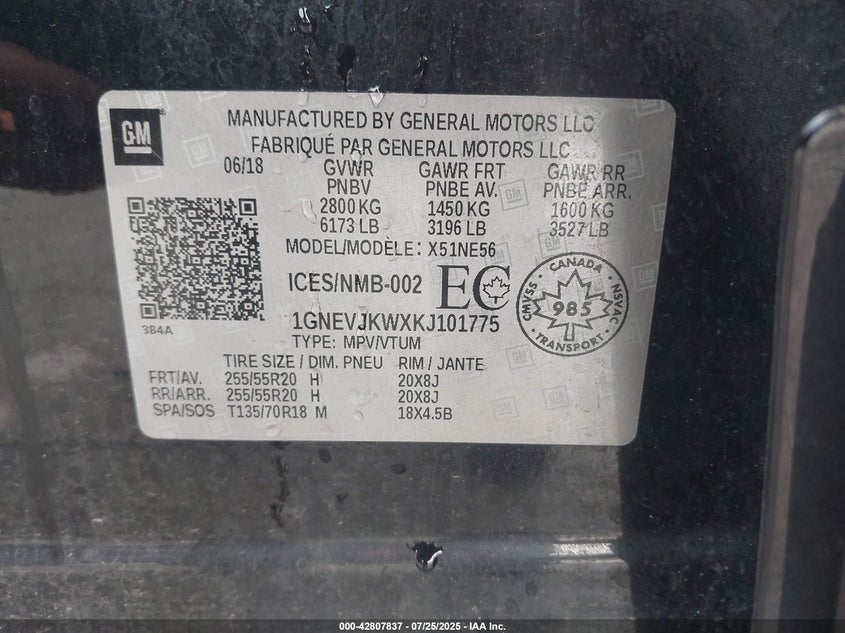 GM
MANUFACTURED BY GENERAL MOTORS LLC
FABRIQUÉ PAR GENERAL MOTORS LLC
06/18 GVWR GAWR FRT GAWR RR
PNBV PNBE AV. PNBE ARR.
2800 KG 1450 KG 1600 KG
6173 LB 3196 LB 3527 LB
MODEL/MODÈLE: X51NE56
ICES/NMB-002 EC
CANADA
CMVSS 985 NSVAC
TRANSPORT
384A
1GNEVJKWXKJ101775
TYPE: MPV/VTUM
TIRE SIZE / DIM. PNEU RIM / JANTE
FRT/AV. 255/55R20 H 20X8J
RR/ARR. 255/55R20 H 20X8J
SPA/SOS T135/70R18 M 18X4.5B
000-42807837 - 07/25/2025 - IAA Inc.